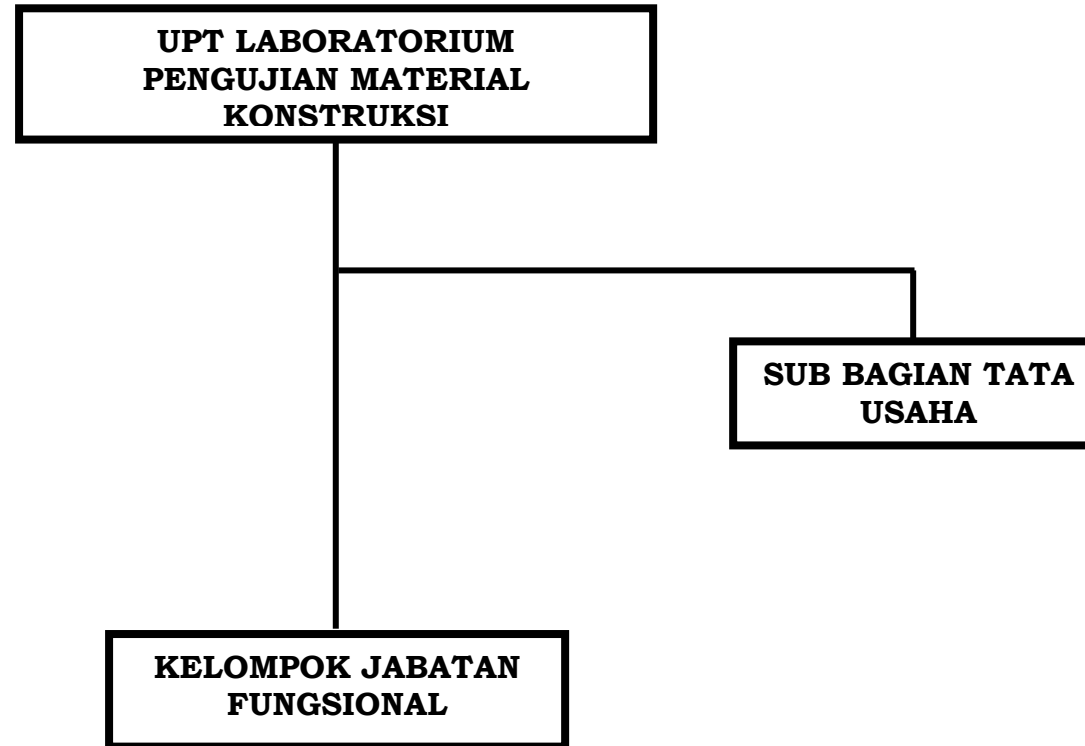 UPT LABORATORIUM
PENGUJIAN MATERIAL
KONSTRUKSI
SUB BAGIAN TATA
USAHA
KELOMPOK JABATAN
FUNGSIONAL